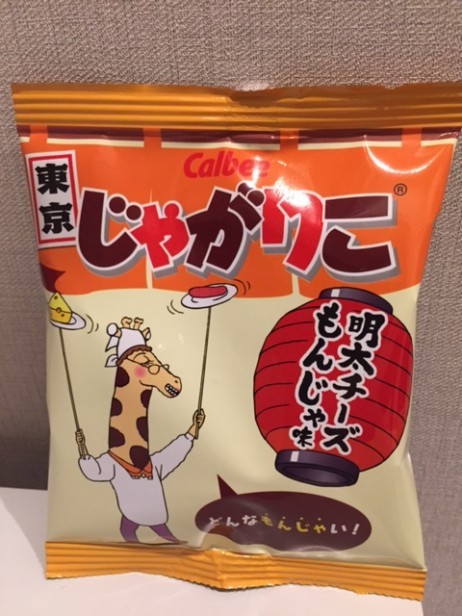 Calbee
東京
じゃがりこ®
明太チーズ
もんじゃ味
どんなもんじゃい！